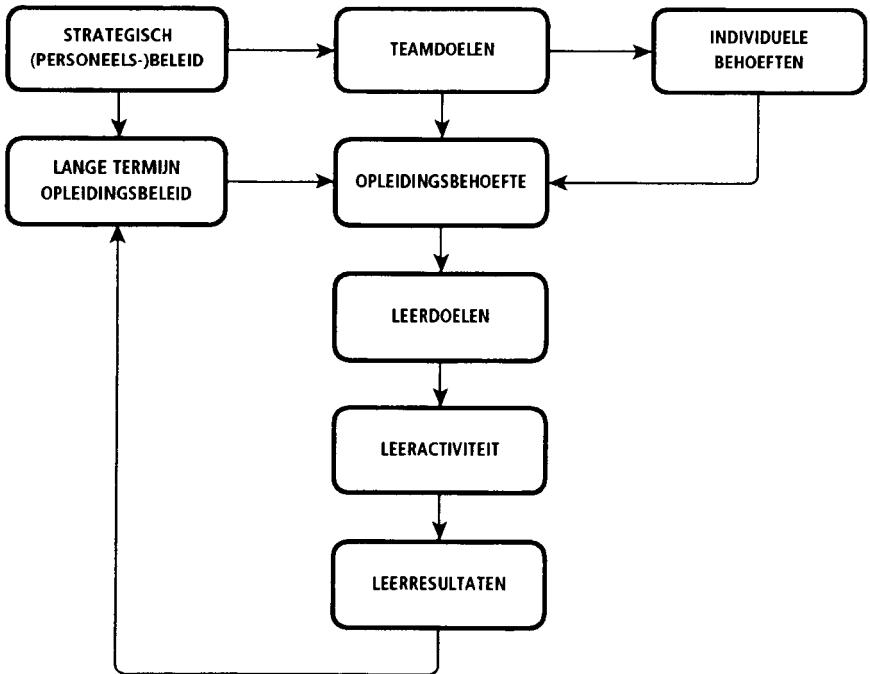 STRATEGISCH
(PERSONEELS-)BELEID
TEAMDOELEN
INDIVIDUELE
BEHOEFTEN
LANGE TERMIJN
OPLEIDINGSBELEID
OPLEIDINGSBEHOEFTE
LEERDOELEN
LEERACTIVITEIT
LEERRESULTATEN